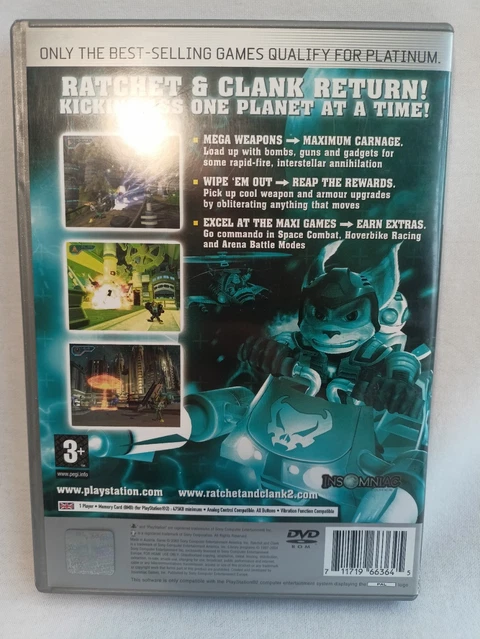 ONLY THE BEST-SELLING GAMES QUALIFY FOR PLATINUM.
RATCHET & CLANK RETURN!
ONE PLANET AT A TIME!
MEGA WEAPONS → MAXIMUM CARNAGE.
Load up with bombs, guns and gadgets for
some rapid-fire, interstellar annihilation
WIPE 'EM OUT → REAP THE REWARDS.
Pick up cool weapon and armour upgrades
by obliterating anything that moves
EXCEL AT THE MAXI GAMES → EARN EXTRAS.
Go commando in Space Combat, Hoverbike Racing
and Arena Battle Modes
3+
www.pegi.info
INSOMNIAC
www.playstation.com
www.ratchetandclank2.com
1 Player • Memory Card (8MB) (for PlayStation®2) • 475KB minimum • Analog Control Compatible: All Buttons • Vibration Function Compatible
DVD
7 11719 66364 5
PAL